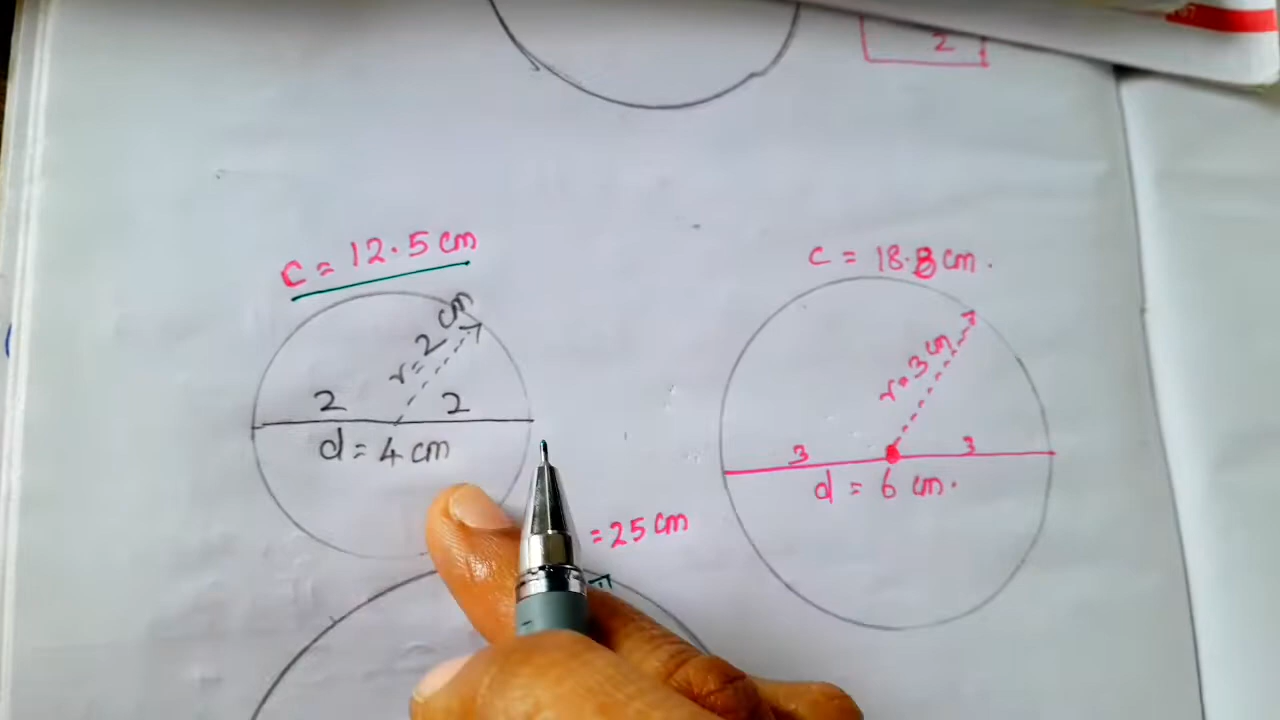 2
C = 12.5 cm
r = 2 cm
2 2
d = 4 cm
c = 18.8 cm.
r = 3 cm
3 3
d = 6 cm.
= 25 cm